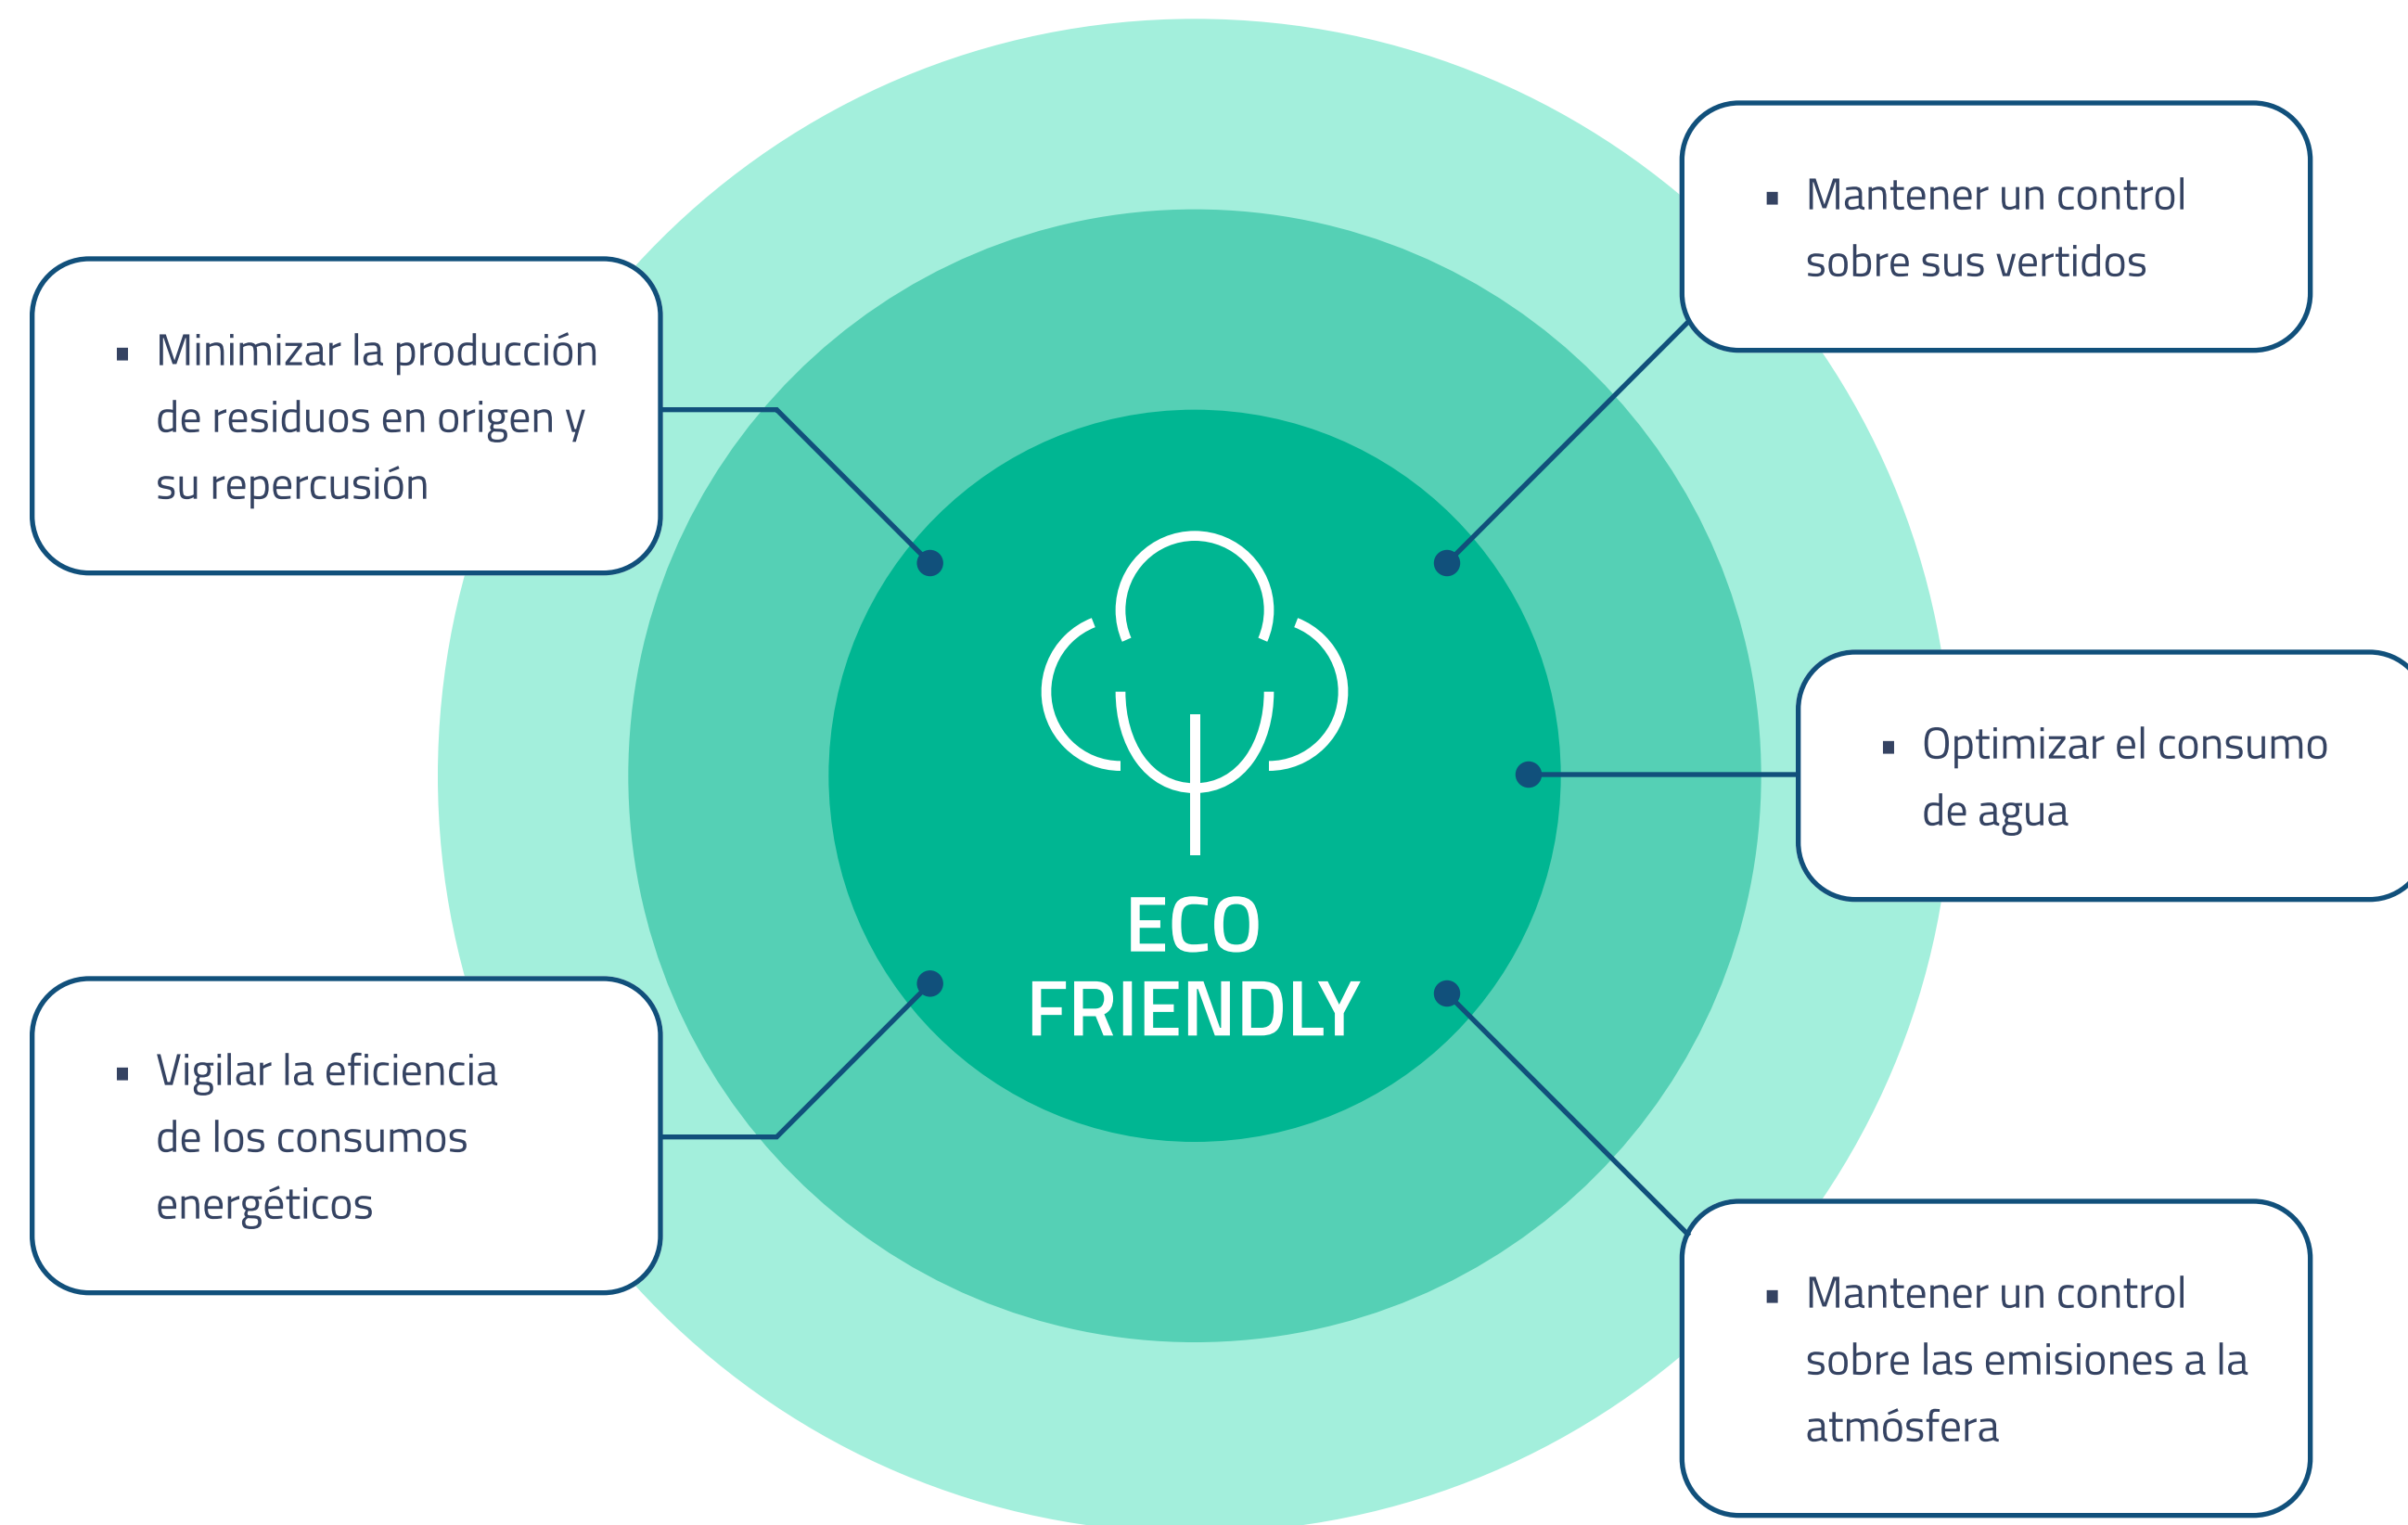 ▪ Minimizar la producción
de residuos en origen y
su repercusión
▪ Vigilar la eficiencia
de los consumos
energéticos
ECO
FRIENDLY
▪ Mantener un control
sobre sus vertidos
▪ Optimizar el consumo
de agua
▪ Mantener un control
sobre las emisiones a la
atmósfera